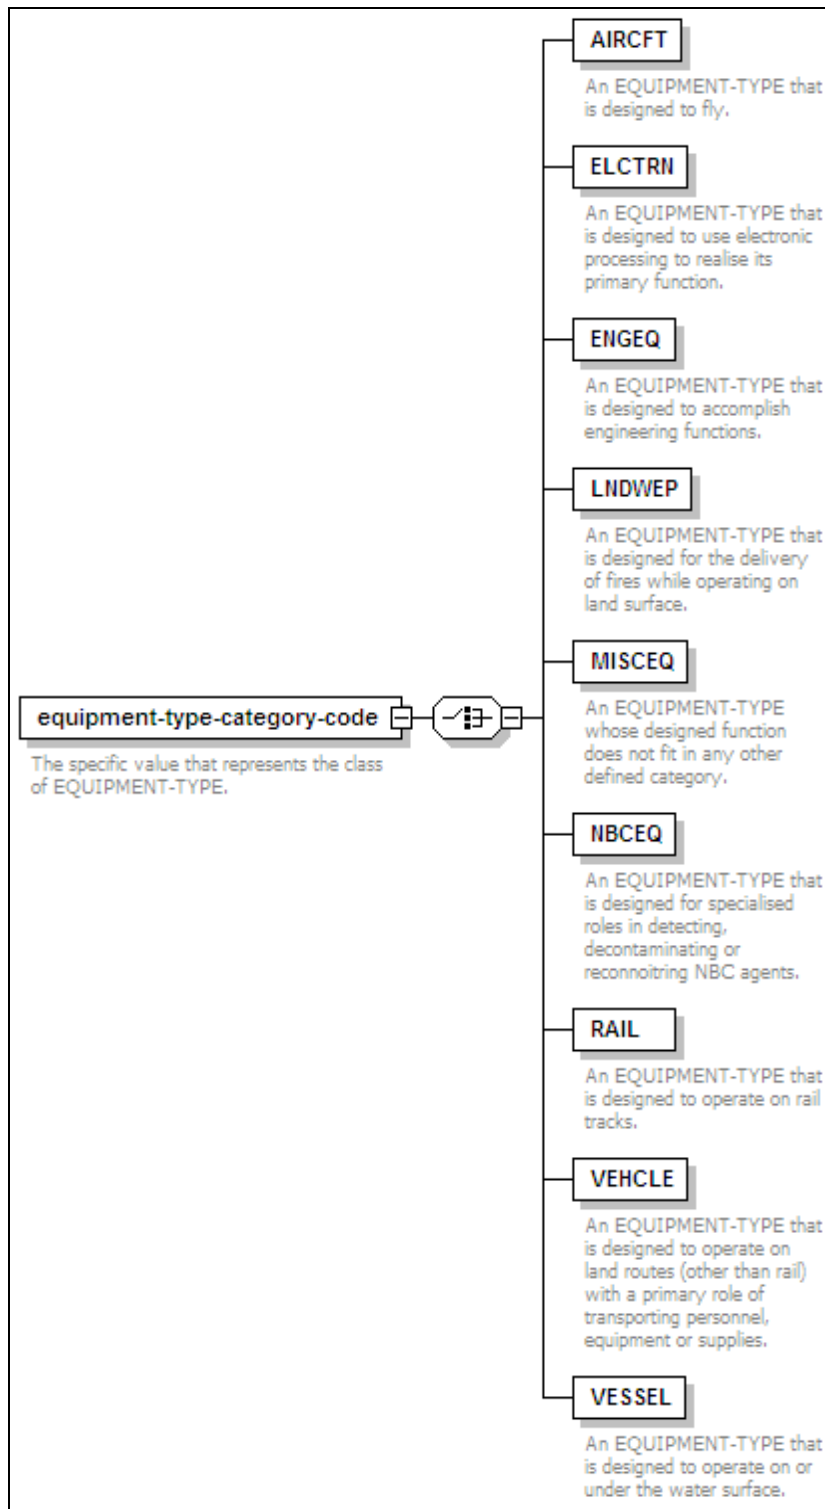 AIRCFT
An EQUIPMENT-TYPE that
is designed to fly.
ELCTRN
An EQUIPMENT-TYPE that
is designed to use electronic
processing to realise its
primary function.
ENGEQ
An EQUIPMENT-TYPE that
is designed to accomplish
engineering functions.
LNDWEP
An EQUIPMENT-TYPE that
is designed for the delivery
of fires while operating on
land surface.
MISCEQ
An EQUIPMENT-TYPE
whose designed function
does not fit in any other
defined category.
equipment-type-category-code
The specific value that represents the class
of EQUIPMENT-TYPE.
NBCEQ
An EQUIPMENT-TYPE that
is designed for specialised
roles in detecting,
decontaminating or
reconnoitring NBC agents.
RAIL
An EQUIPMENT-TYPE that
is designed to operate on rail
tracks.
VEHCLE
An EQUIPMENT-TYPE that
is designed to operate on
land routes (other than rail)
with a primary role of
transporting personnel,
equipment or supplies.
VESSEL
An EQUIPMENT-TYPE that
is designed to operate on or
under the water surface.